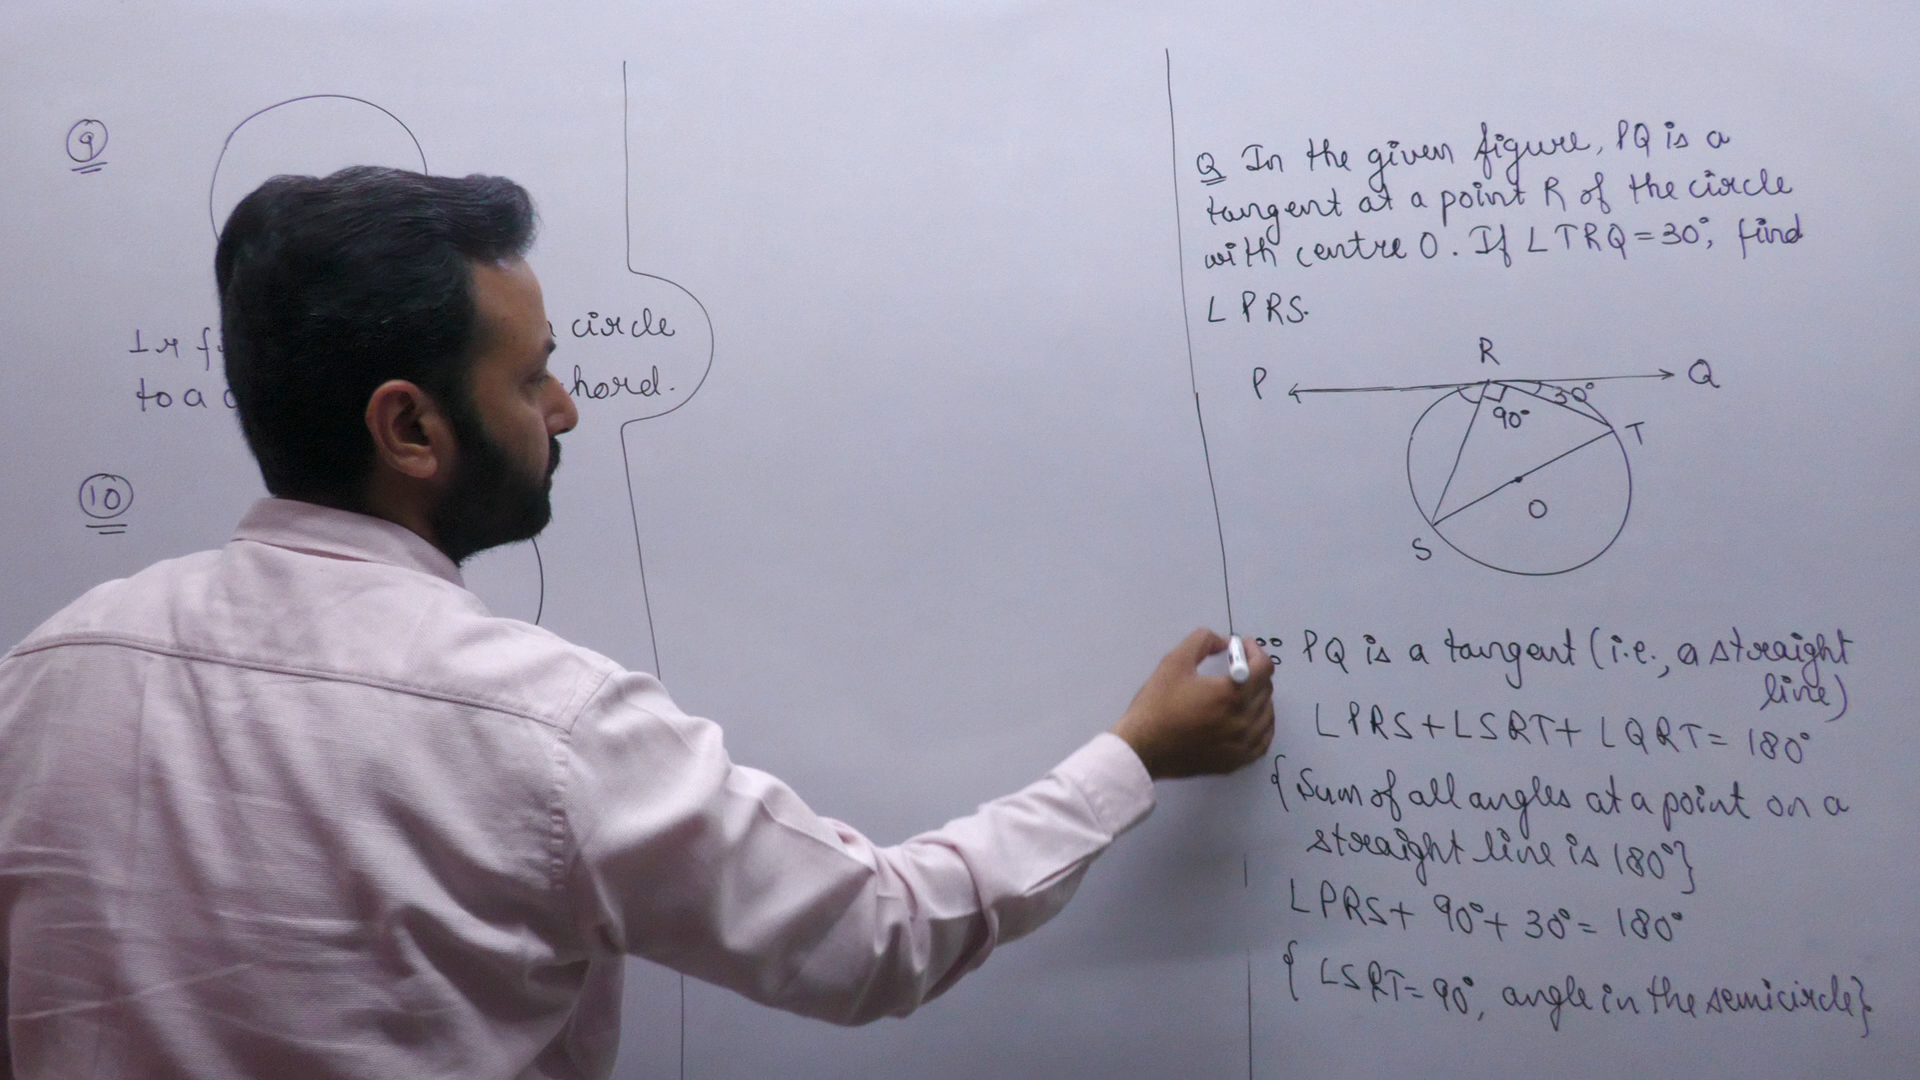 9
In
circle
to a
chord.
10
Q In the given figure, PQ is a
tangent at a point R of the circle
with centre O. If ∠TRQ = 30°, find
∠PRS.
R
P
Q
30°
90°
T
O
S
∵ PQ is a tangent (i.e., a straight
line)
∠PRS + ∠SRT + ∠QRT = 180°
{Sum of all angles at a point on a
straight line is 180°}
∠PRS + 90° + 30° = 180°
{∠SRT = 90°, angle in the semicircle}